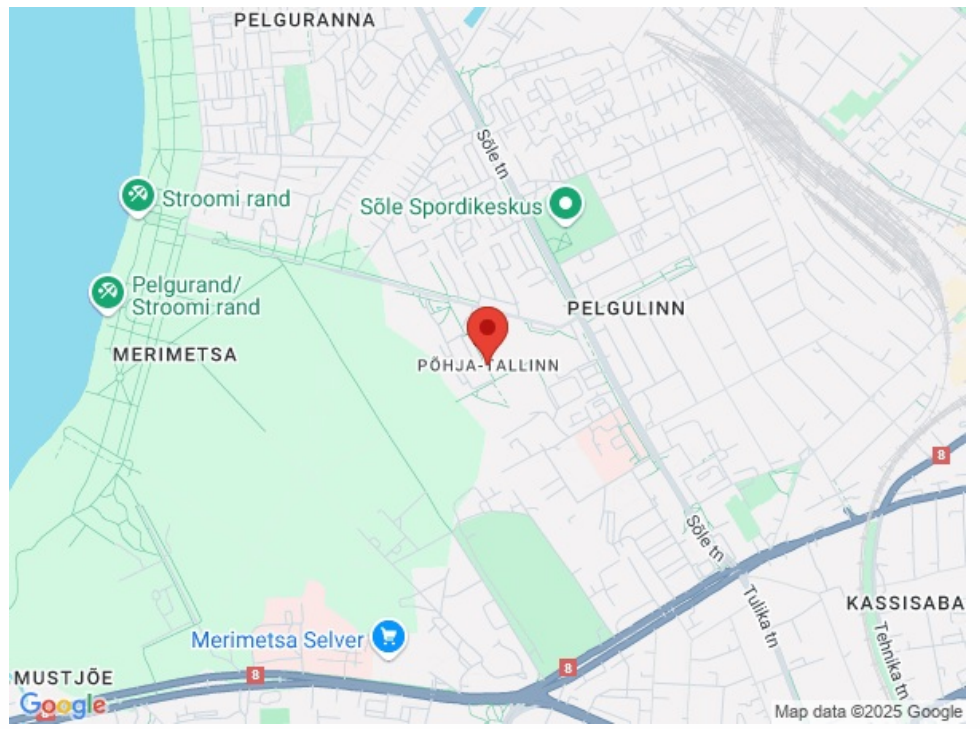 PELGURANNA
Sõle tn
Stroomi rand
Sõle Spordikeskus
Pelgurand/
Stroomi rand
PELGULINN
MERIMETSA
PÕHJA-TALLINN
8
Sõle tn
8
Tulika tn
KASSISABA
Tehnika tn
Merimetsa Selver
8
8
MUSTJÕE
Google
Map data ©2025 Google